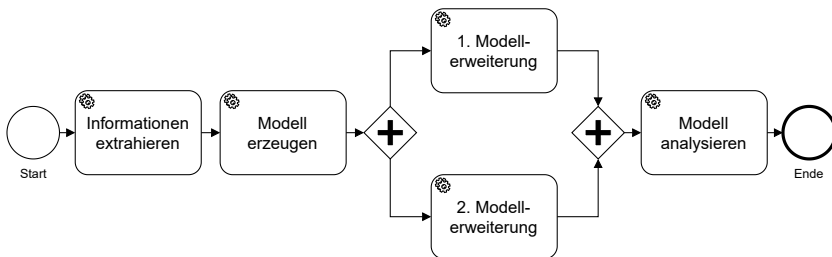 1. Modell-
erweiterung
Informationen
extrahieren
Modell
erzeugen
Modell
analysieren
Start
Ende
2. Modell-
erweiterung